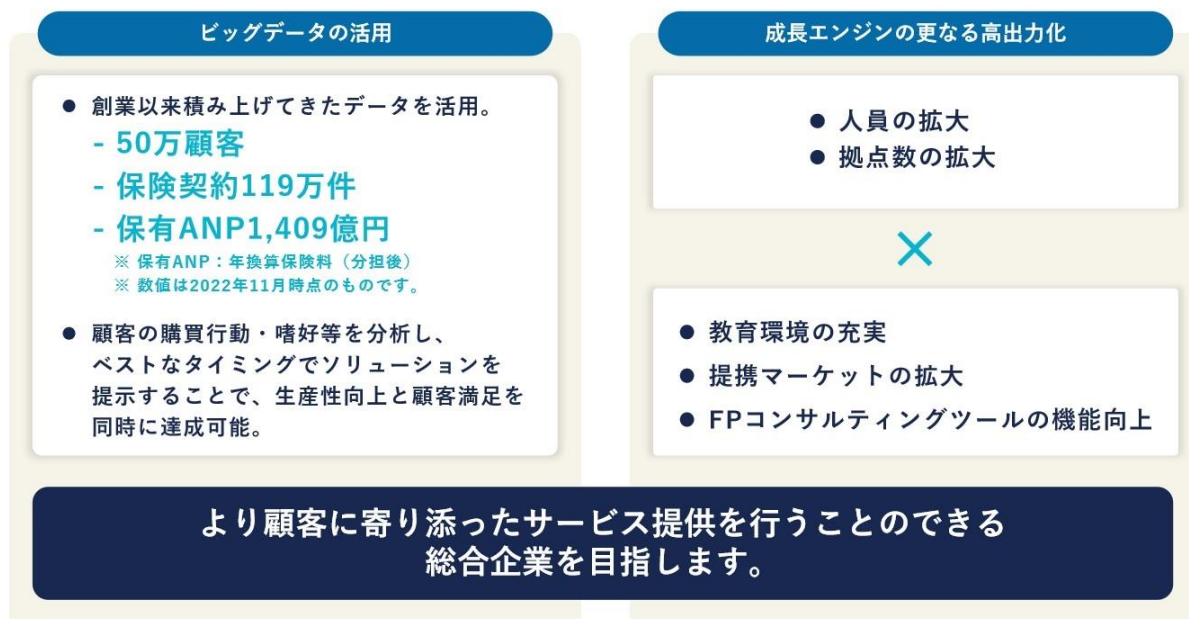 ビッグデータの活用
● 創業以来積み上げてきたデータを活用。
- 50万顧客
- 保険契約119万件
- 保有ANP1,409億円
※ 保有ANP：年換算保険料（分担後）
※ 数値は2022年11月時点のものです。
● 顧客の購買行動・嗜好等を分析し、
ベストなタイミングでソリューションを
提示することで、生産性向上と顧客満足を
同時に達成可能。
成長エンジンの更なる高出力化
● 人員の拡大
● 拠点数の拡大
×
● 教育環境の充実
● 提携マーケットの拡大
● FPコンサルティングツールの機能向上
より顧客に寄り添ったサービス提供を行うことのできる
総合企業を目指します。